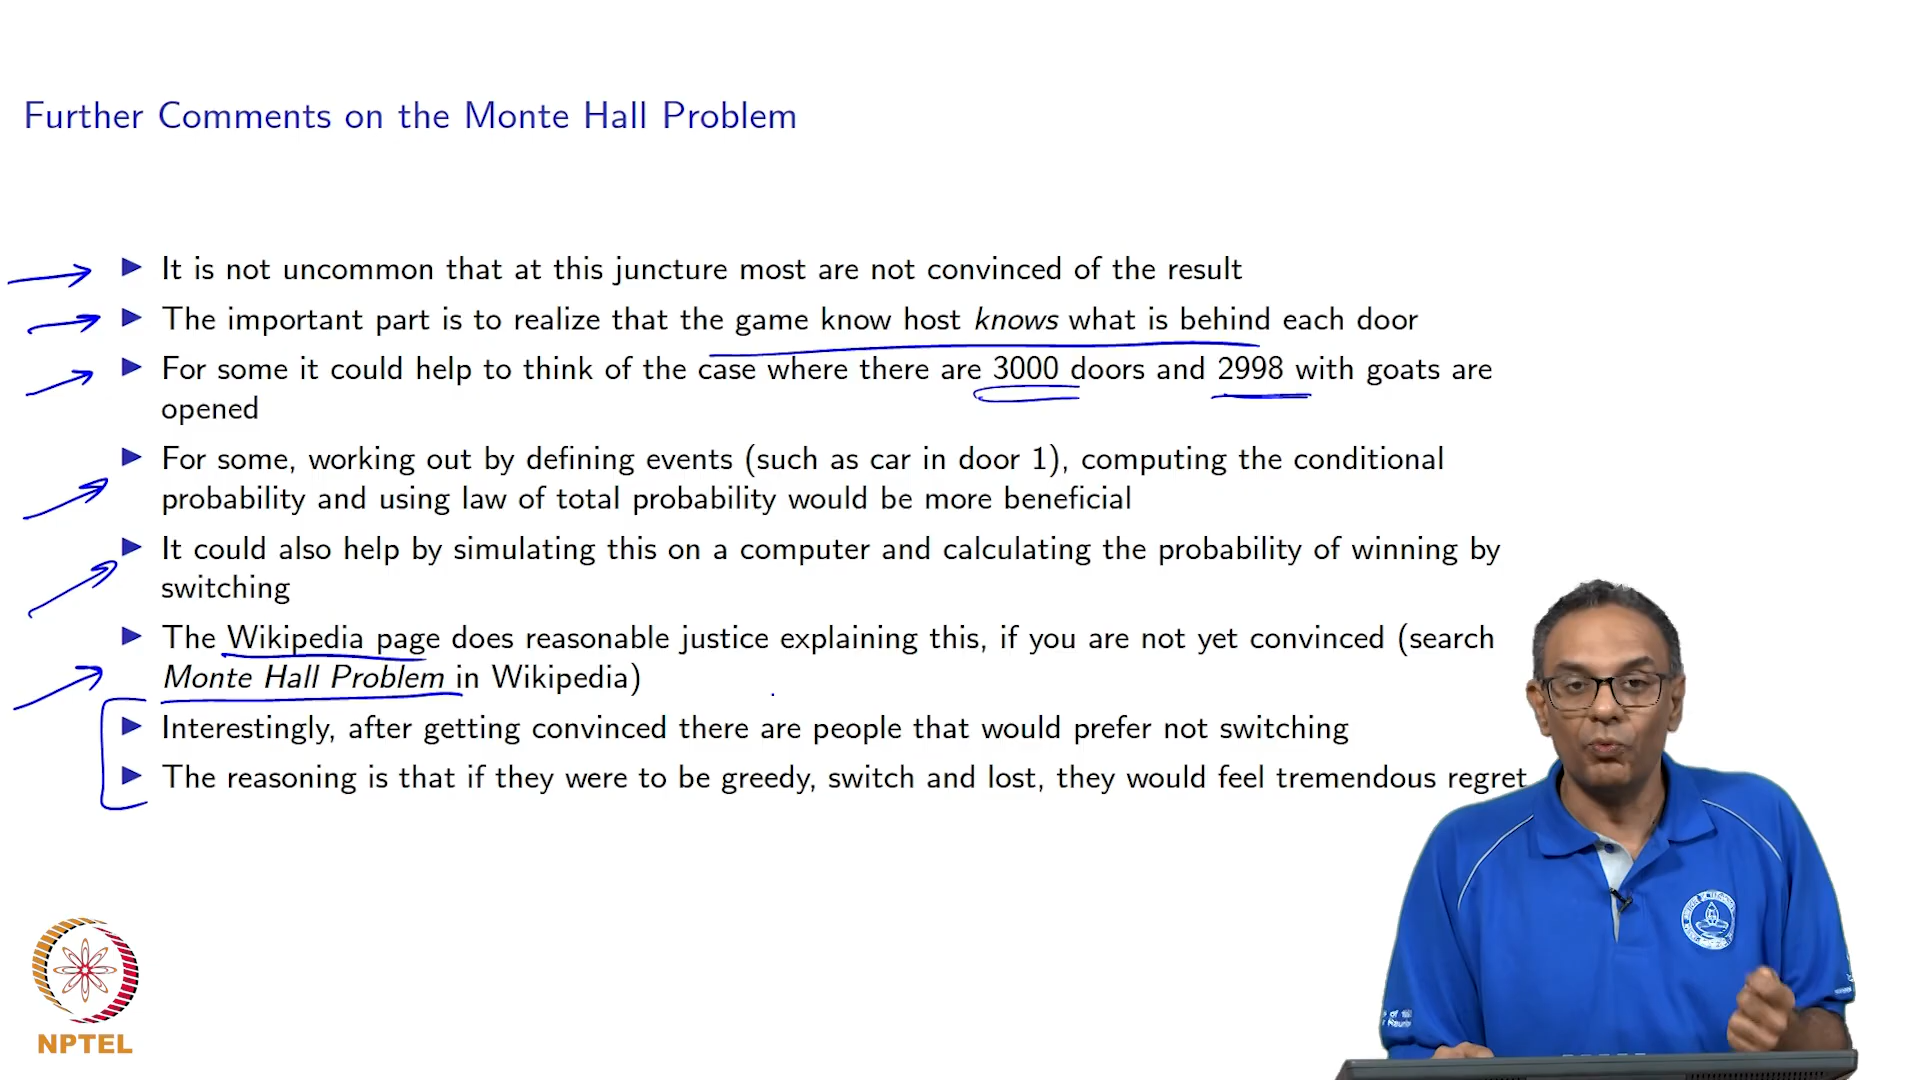 Further Comments on the Monte Hall Problem
It is not uncommon that at this juncture most are not convinced of the result
The important part is to realize that the game know host knows what is behind each door
For some it could help to think of the case where there are 3000 doors and 2998 with goats are
opened
For some, working out by defining events (such as car in door 1), computing the conditional
probability and using law of total probability would be more beneficial
It could also help by simulating this on a computer and calculating the probability of winning by
switching
The Wikipedia page does reasonable justice explaining this, if you are not yet convinced (search
Monte Hall Problem in Wikipedia)
Interestingly, after getting convinced there are people that would prefer not switching
The reasoning is that if they were to be greedy, switch and lost, they would feel tremendous regret
NPTEL